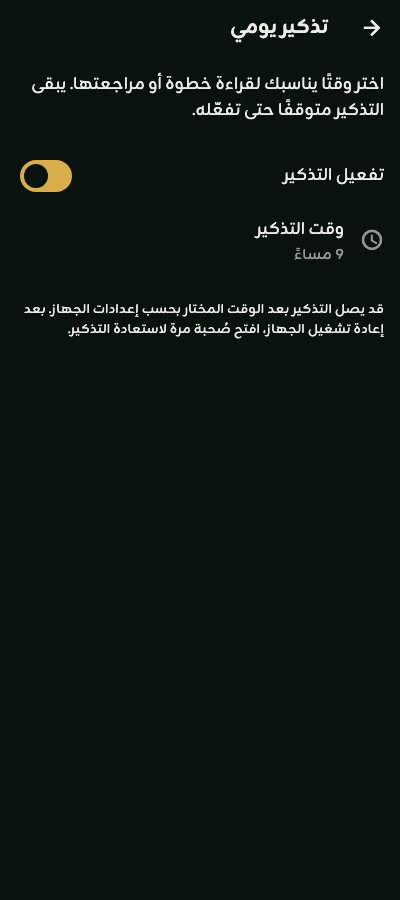 تذكير يومي
اختر وقتًا يناسبك لقراءة خطوة أو مراجعتها. يبقى
التذكير متوقفًا حتى تفعّله.
تفعيل التذكير
وقت التذكير
9 مساءً
قد يصل التذكير بعد الوقت المختار بحسب إعدادات الجهاز. بعد
إعادة تشغيل الجهاز، افتح صُحبة مرة لاستعادة التذكير.